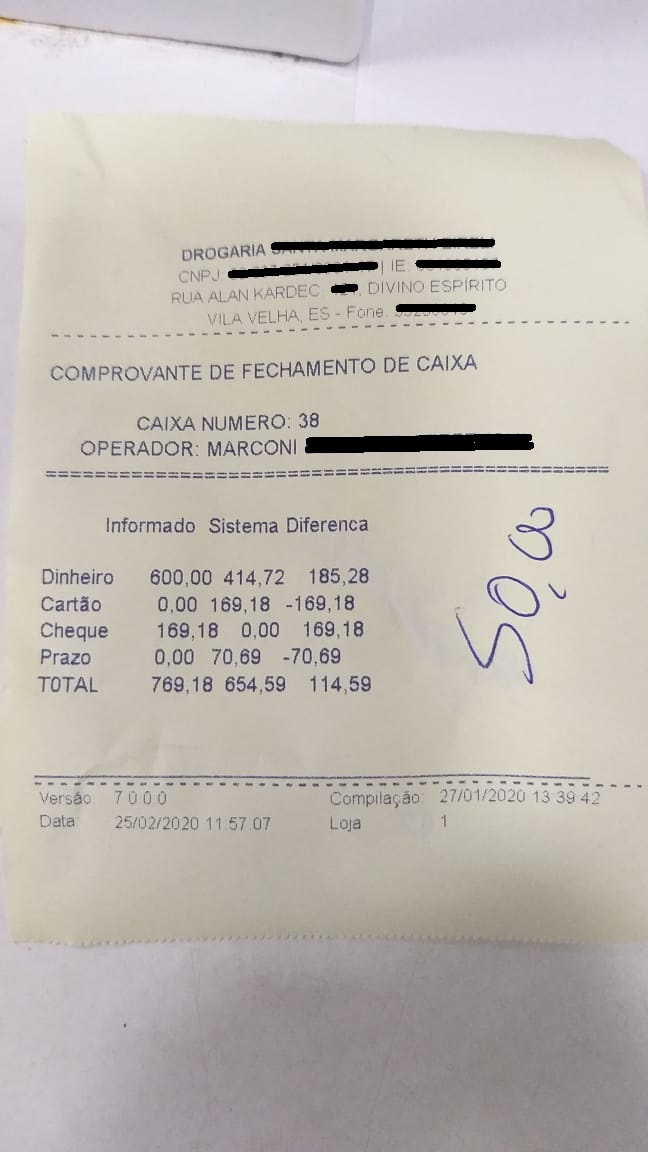 DROGARIA
CNPJ: | IE:
RUA ALAN KARDEC, , DIVINO ESPÍRITO
VILA VELHA, ES - Fone:
COMPROVANTE DE FECHAMENTO DE CAIXA
CAIXA NUMERO: 38
OPERADOR: MARCONI
Informado Sistema Diferenca
Dinheiro 600,00 414,72 185,28
Cartão 0,00 169,18 -169,18
Cheque 169,18 0,00 169,18
Prazo 0,00 70,69 -70,69
TOTAL 769,18 654,59 114,59
50,00
Versão: 7 0 0 0 Compilação: 27/01/2020 13:39:42
Data 25/02/2020 11:57:07 Loja 1